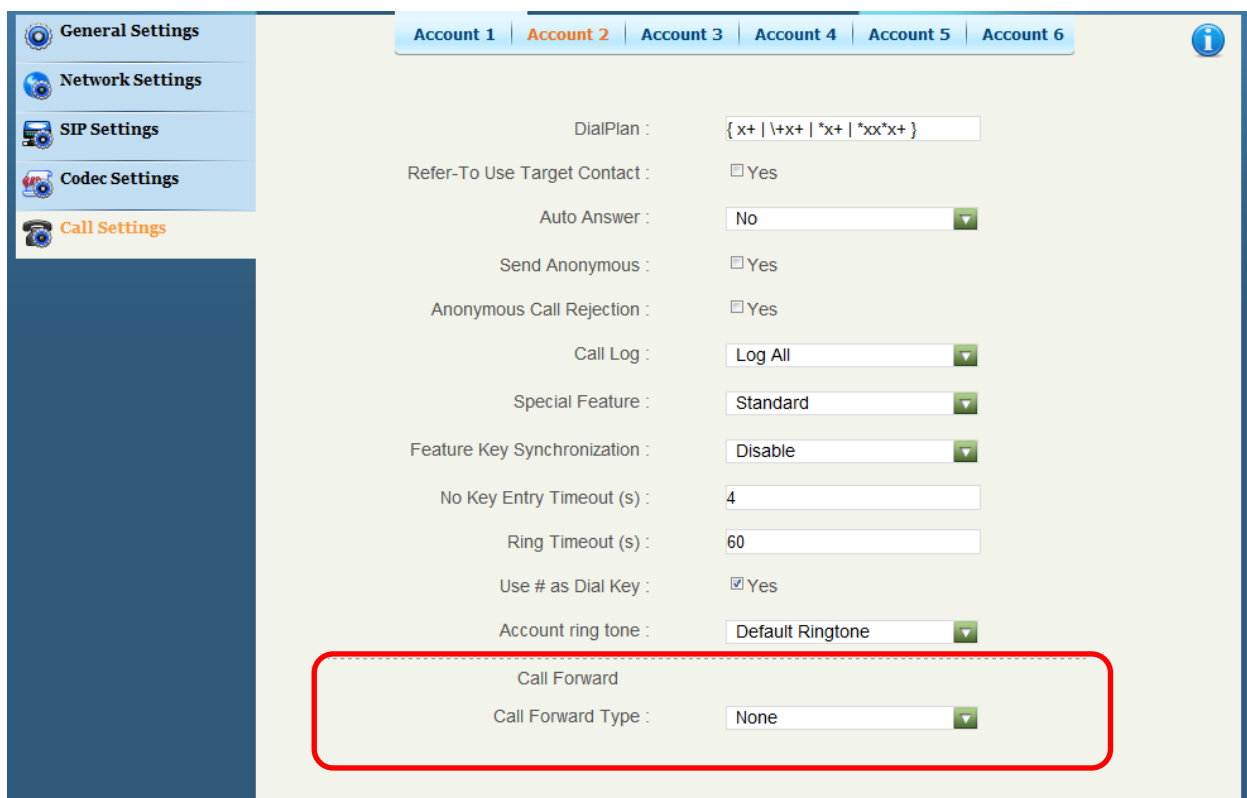 General Settings
Network Settings
SIP Settings
Codec Settings
Call Settings
Account 1 Account 2 Account 3 Account 4 Account 5 Account 6
DialPlan : { x+ | \+x+ | *x+ | *xx*x+ }
Refer-To Use Target Contact : Yes
Auto Answer : No
Send Anonymous : Yes
Anonymous Call Rejection : Yes
Call Log : Log All
Special Feature : Standard
Feature Key Synchronization : Disable
No Key Entry Timeout (s) : 4
Ring Timeout (s) : 60
Use # as Dial Key : Yes
Account ring tone : Default Ringtone
Call Forward
Call Forward Type : None